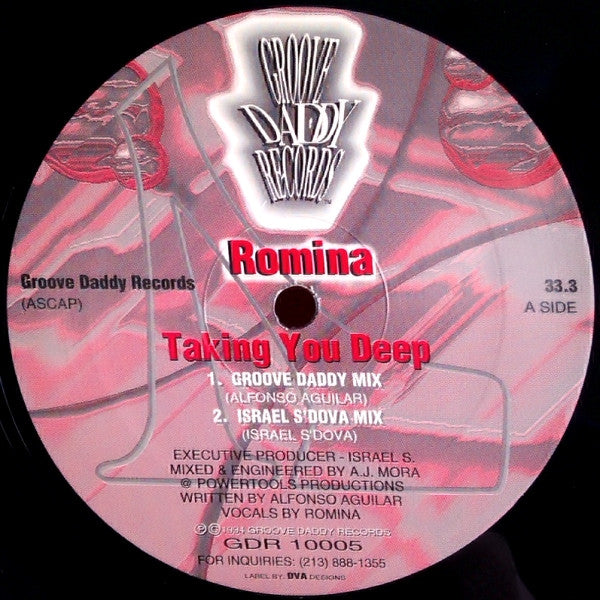 GROOVE
DADDY
RECORDS
TM
Romina
Groove Daddy Records
(ASCAP)
33.3
A SIDE
Taking You Deep
1. GROOVE DADDY MIX
(ALFONSO AGUILAR)
2. ISRAEL S'DOVA MIX
(ISRAEL S'DOVA)
EXECUTIVE PRODUCER - ISRAEL S.
MIXED & ENGINEERED BY A.J. MORA
@ POWERTOOLS PRODUCTIONS
WRITTEN BY ALFONSO AGUILAR
VOCALS BY ROMINA
℗ © 1994 GROOVE DADDY RECORDS
GDR 10005
FOR INQUIRIES: (213) 888-1355
LABEL BY: DVA DESIGNS